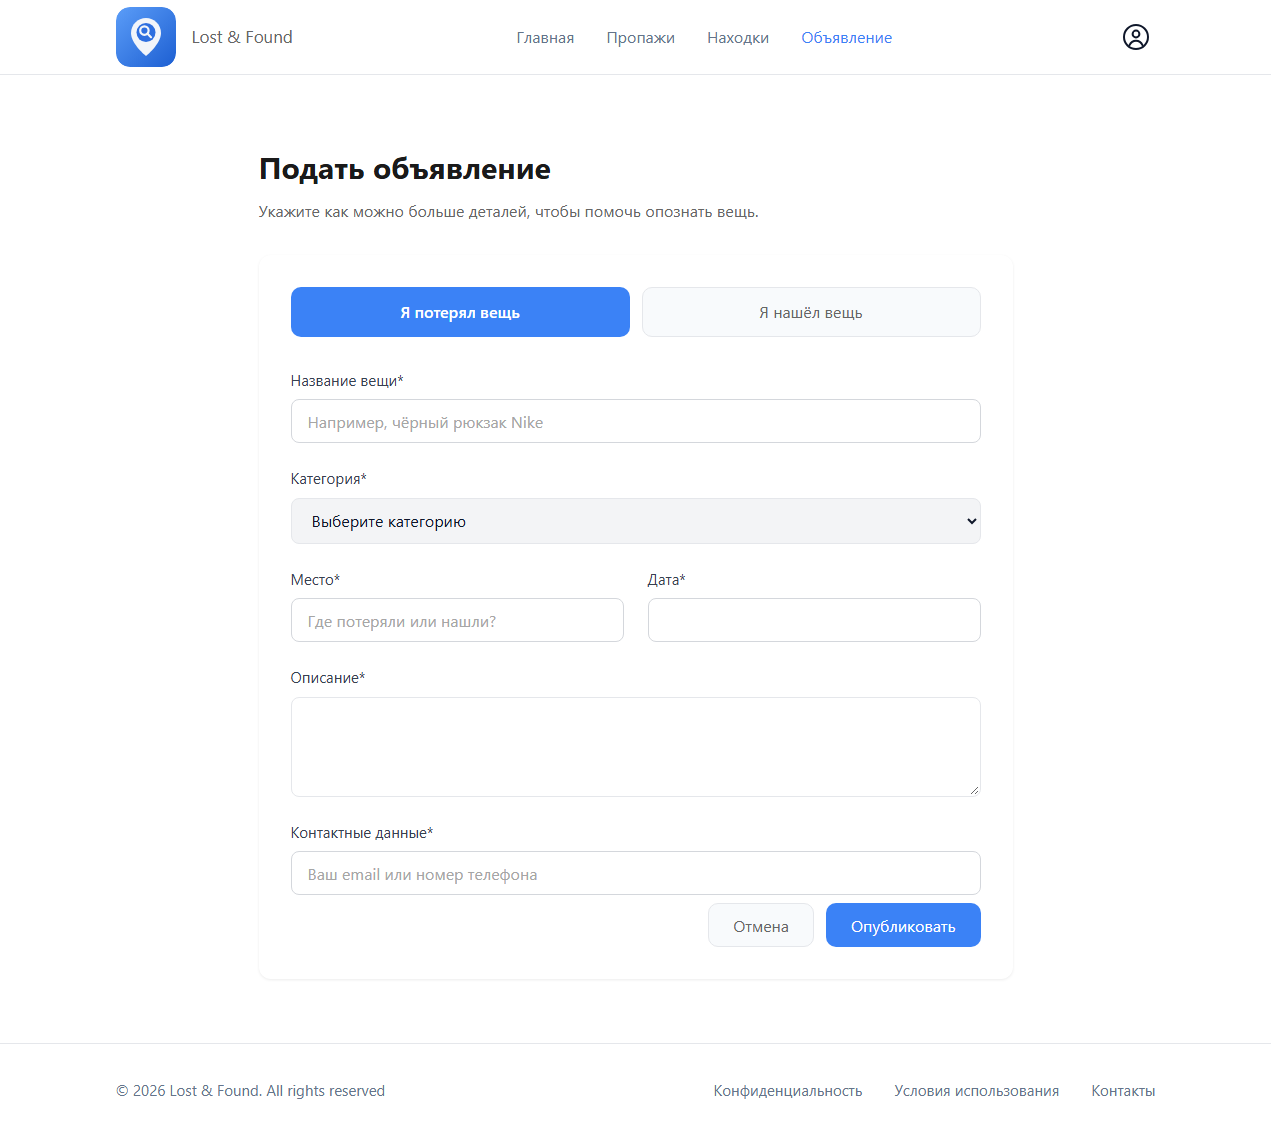 Lost & Found
Главная
Пропажи
Находки
Объявление
Подать объявление
Укажите как можно больше деталей, чтобы помочь опознать вещь.
Я потерял вещь
Я нашёл вещь
Название вещи*
Например, чёрный рюкзак Nike
Категория*
Выберите категорию
Место*
Дата*
Где потеряли или нашли?
Описание*
Контактные данные*
Ваш email или номер телефона
Отмена
Опубликовать
© 2026 Lost & Found. All rights reserved
Конфиденциальность
Условия использования
Контакты